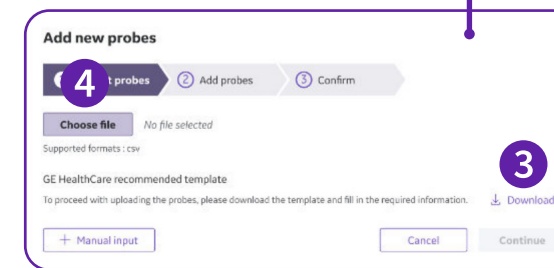 Add new probes
4 t probes 2 Add probes 3 Confirm
Choose file No file selected
Supported formats : csv
3
GE HealthCare recommended template
To proceed with uploading the probes, please download the template and fill in the required information. Download
+ Manual input Cancel Continue